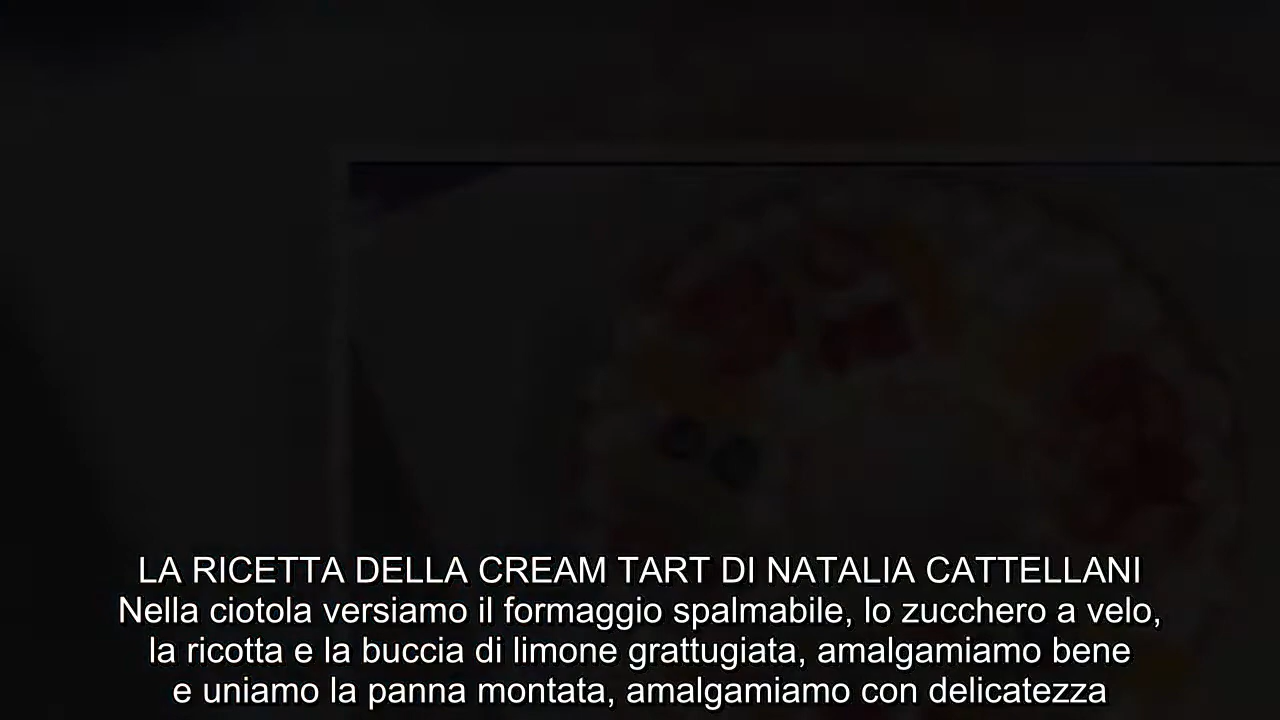 LA RICETTA DELLA CREAM TART DI NATALIA CATTELLANI
Nella ciotola versiamo il formaggio spalmabile, lo zucchero a velo,
la ricotta e la buccia di limone grattugiata, amalgamiamo bene
e uniamo la panna montata, amalgamiamo con delicatezza